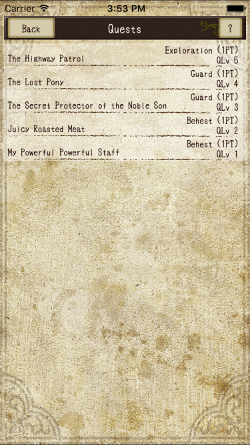 Carrier 3:53 PM
Back Quests ?
Exploration (1PT)
The Highway Patrol QLv 5
Guard (1PT)
The Lost Pony QLv 4
Guard (1PT)
The Secret Protector of the Noble Son QLv 3
Behest (1PT)
Juicy Roasted Meat QLv 2
Behest (1PT)
My Powerful Powerful Staff QLv 1